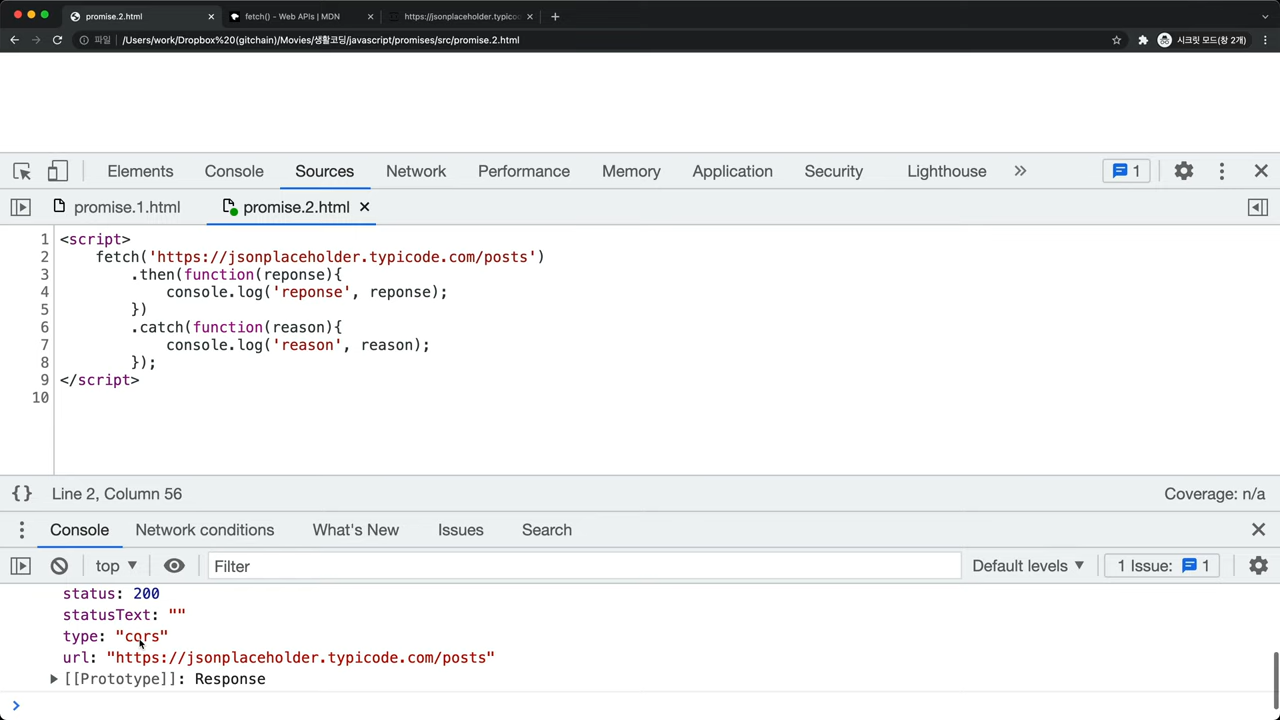 promise.2.html
fetch() - Web APIs | MDN
https://jsonplaceholder.typico
파일 /Users/work/Dropbox%20(gitchain)/Movies/생활코딩/javascript/promises/src/promise.2.html 시크릿 모드(창 2개)
Elements Console Sources Network Performance Memory Application Security Lighthouse » 1
promise.1.html promise.2.html
1 <script>
2 fetch('https://jsonplaceholder.typicode.com/posts')
3 .then(function(reponse){
4 console.log('reponse', reponse);
5 })
6 .catch(function(reason){
7 console.log('reason', reason);
8 });
9 </script>
10
{} Line 2, Column 56 Coverage: n/a
Console Network conditions What's New Issues Search
top Filter Default levels 1 Issue: 1
status: 200
statusText: ""
type: "cors"
url: "https://jsonplaceholder.typicode.com/posts"
[[Prototype]]: Response